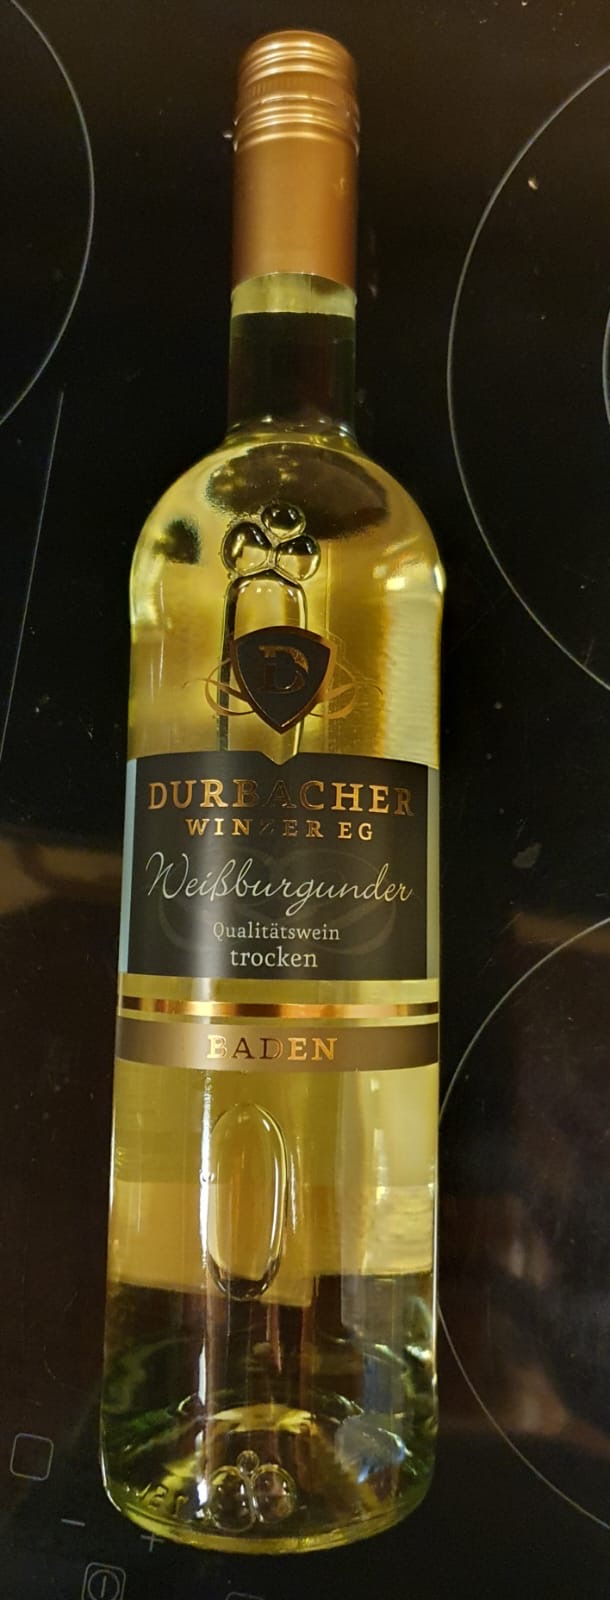 D
DURBACHER
WINZER EG
Weißburgunder
Qualitätswein
trocken
BADEN